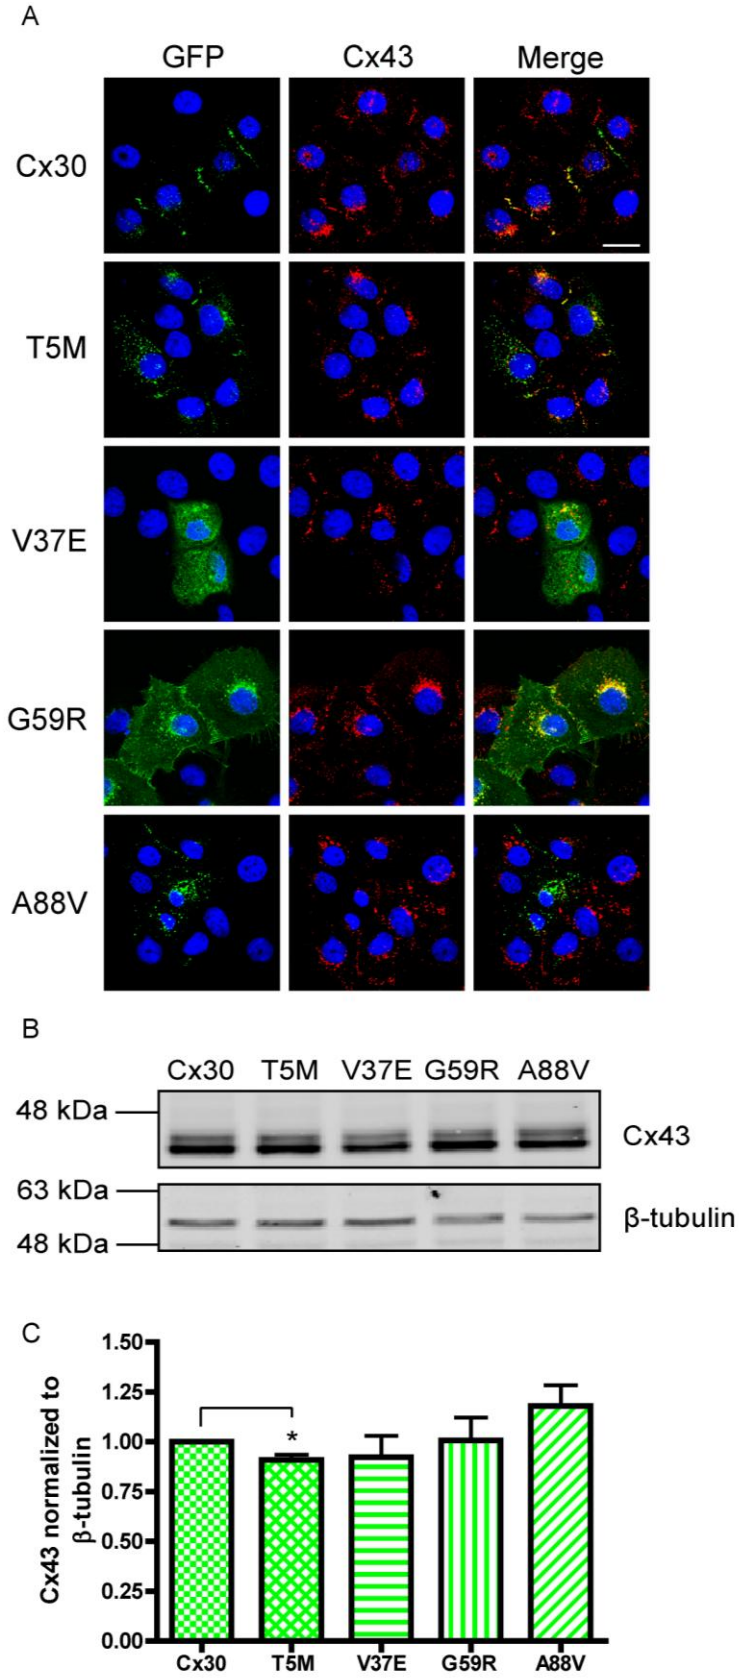 A
GFP Cx43 Merge
Cx30
T5M
V37E
G59R
A88V
B
Cx30 T5M V37E G59R A88V
48 kDa
Cx43
63 kDa
β-tubulin
48 kDa
C
Cx43 normalized to
β-tubulin
1.50
1.25
1.00
0.75
0.50
0.25
0.00
*
Cx30 T5M V37E G59R A88V